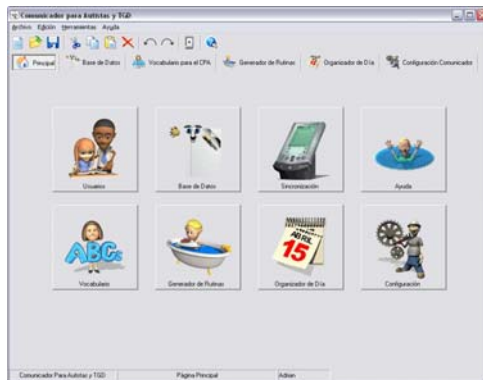 Comunicador para Autistas y TGD
Archivo Edición Herramientas Ayuda
Principal Base de Datos Vocabulario para el CPA Generador de Rutinas Organizador de Día Configuración Comunicador
Usuarios Base de Datos Sincronización Ayuda
ABCs
ABRIL
15
Vocabulario Generador de Rutinas Organizador de Día Configuración
Comunicador Para Autistas y TGD Página Principal Admin